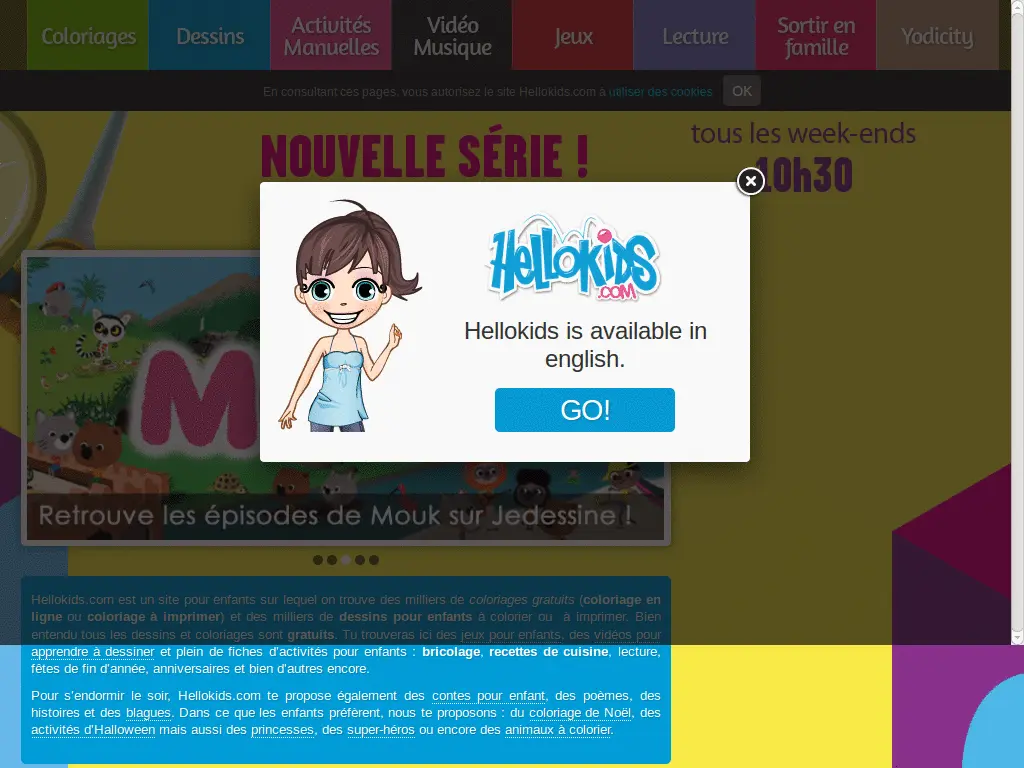 Coloriages
Dessins
Activités
Manuelles
Vidéo
Musique
Jeux
Lecture
Sortir en
famille
Yodicity
En consultant ces pages, vous autorisez le site Hellokids.com à utiliser des cookies
OK
NOUVELLE SÉRIE !
tous les week-ends
10h30
HELLOKIDS
.COM
Hellokids is available in
english.
GO!
Retrouve les épisodes de Mouk sur Jedessine !
Hellokids.com est un site pour enfants sur lequel on trouve des milliers de coloriages gratuits (coloriage en
ligne ou coloriage à imprimer) et des milliers de dessins pour enfants à colorier ou à imprimer. Bien
entendu tous les dessins et coloriages sont gratuits. Tu trouveras ici des jeux pour enfants, des vidéos pour
apprendre à dessiner et plein de fiches d'activités pour enfants : bricolage, recettes de cuisine, lecture,
fêtes de fin d'année, anniversaires et bien d'autres encore.
Pour s'endormir le soir, Hellokids.com te propose également des contes pour enfant, des poèmes, des
histoires et des blagues. Dans ce que les enfants préfèrent, nous te proposons : du coloriage de Noël, des
activités d'Halloween mais aussi des princesses, des super-héros ou encore des animaux à colorier.